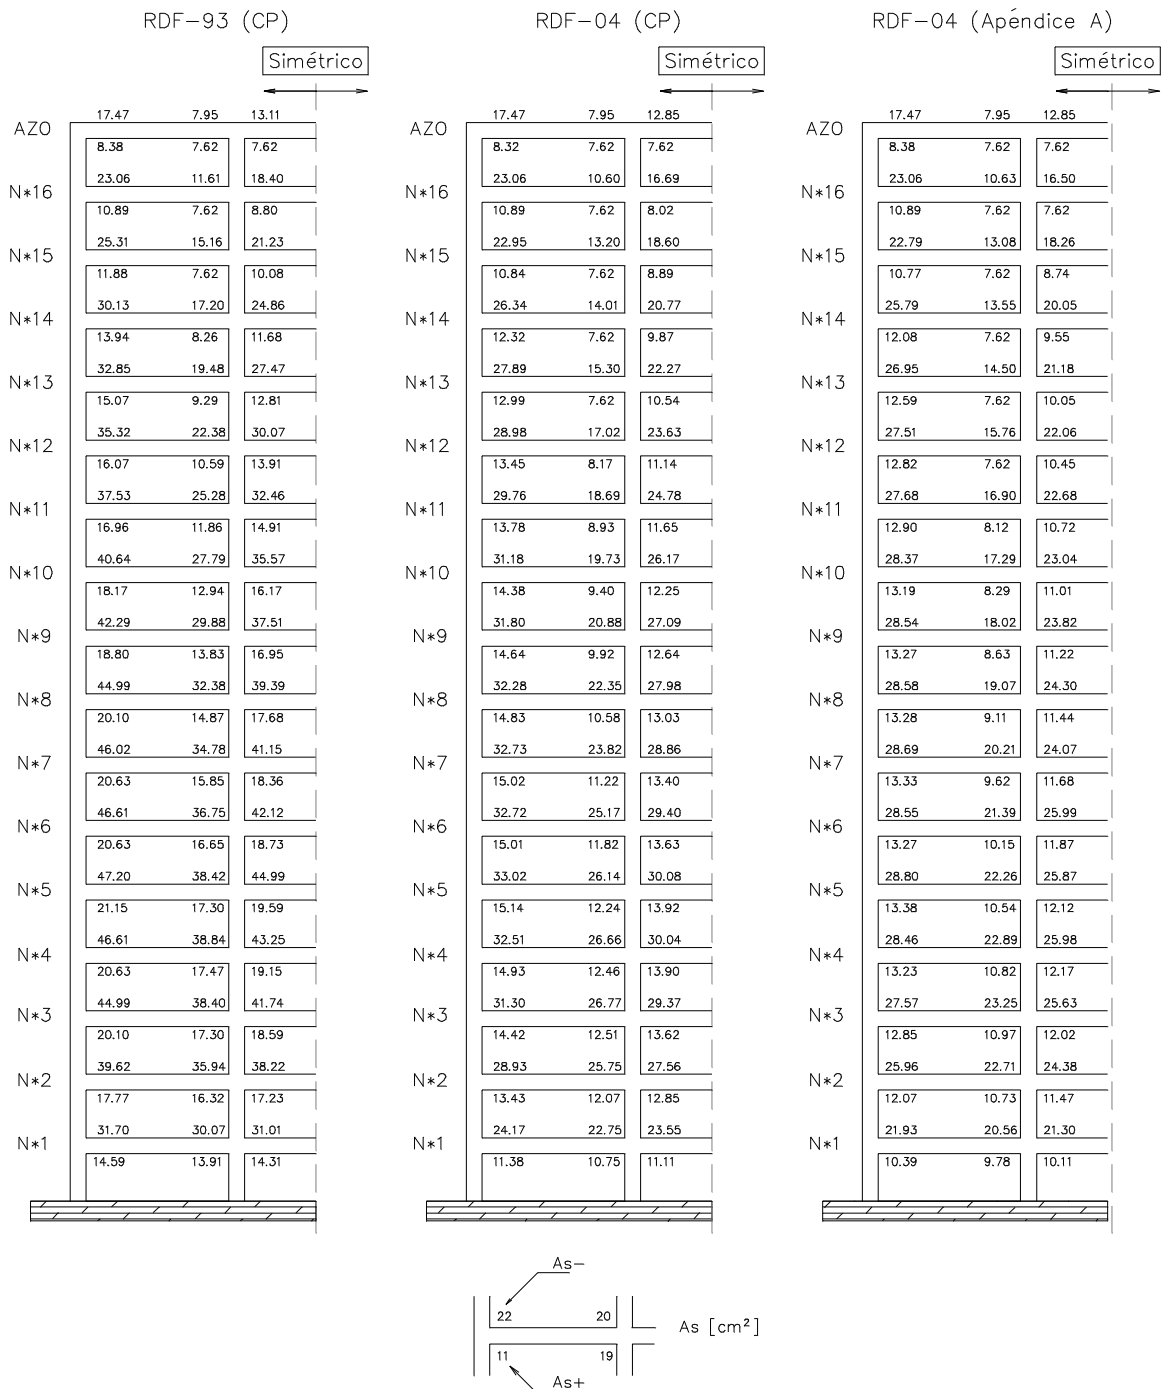 RDF-93 (CP) RDF-04 (CP) RDF-04 (Apéndice A)
Simétrico Simétrico Simétrico
17.47 7.95 13.11 17.47 7.95 12.85 17.47 7.95 12.85
AZO AZO AZO
8.38 7.62 7.62 8.32 7.62 7.62 8.38 7.62 7.62
23.06 11.61 18.40 23.06 10.60 16.69 23.06 10.63 16.50
N*16 N*16 N*16
10.89 7.62 8.80 10.89 7.62 8.02 10.89 7.62 7.62
25.31 15.16 21.23 22.95 13.20 18.60 22.79 13.08 18.26
N*15 N*15 N*15
11.88 7.62 10.08 10.84 7.62 8.89 10.77 7.62 8.74
30.13 17.20 24.86 26.34 14.01 20.77 25.79 13.55 20.05
N*14 N*14 N*14
13.94 8.26 11.68 12.32 7.62 9.87 12.08 7.62 9.55
32.85 19.48 27.47 27.89 15.30 22.27 26.95 14.50 21.18
N*13 N*13 N*13
15.07 9.29 12.81 12.99 7.62 10.54 12.59 7.62 10.05
35.32 22.38 30.07 28.98 17.02 23.63 27.51 15.76 22.06
N*12 N*12 N*12
16.07 10.59 13.91 13.45 8.17 11.14 12.82 7.62 10.45
37.53 25.28 32.46 29.76 18.69 24.78 27.68 16.90 22.68
N*11 N*11 N*11
16.96 11.86 14.91 13.78 8.93 11.65 12.90 8.12 10.72
40.64 27.79 35.57 31.18 19.73 26.17 28.37 17.29 23.04
N*10 N*10 N*10
18.17 12.94 16.17 14.38 9.40 12.25 13.19 8.29 11.01
42.29 29.88 37.51 31.80 20.88 27.09 28.54 18.02 23.82
N*9 N*9 N*9
18.80 13.83 16.95 14.64 9.92 12.64 13.27 8.63 11.22
44.99 32.38 39.39 32.28 22.35 27.98 28.58 19.07 24.30
N*8 N*8 N*8
20.10 14.87 17.68 14.83 10.58 13.03 13.28 9.11 11.44
46.02 34.78 41.15 32.73 23.82 28.86 28.69 20.21 24.07
N*7 N*7 N*7
20.63 15.85 18.36 15.02 11.22 13.40 13.33 9.62 11.68
46.61 36.75 42.12 32.72 25.17 29.40 28.55 21.39 25.99
N*6 N*6 N*6
20.63 16.65 18.73 15.01 11.82 13.63 13.27 10.15 11.87
47.20 38.42 44.99 33.02 26.14 30.08 28.80 22.26 25.87
N*5 N*5 N*5
21.15 17.30 19.59 15.14 12.24 13.92 13.38 10.54 12.12
46.61 38.84 43.25 32.51 26.66 30.04 28.46 22.89 25.98
N*4 N*4 N*4
20.63 17.47 19.15 14.93 12.46 13.90 13.23 10.82 12.17
44.99 38.40 41.74 31.30 26.77 29.37 27.57 23.25 25.63
N*3 N*3 N*3
20.10 17.30 18.59 14.42 12.51 13.62 12.85 10.97 12.02
39.62 35.94 38.22 28.93 25.75 27.56 25.96 22.71 24.38
N*2 N*2 N*2
17.77 16.32 17.23 13.43 12.07 12.85 12.07 10.73 11.47
31.70 30.07 31.01 24.17 22.75 23.55 21.93 20.56 21.30
N*1 N*1 N*1
14.59 13.91 14.31 11.38 10.75 11.11 10.39 9.78 10.11
As-
22 20
As [cm²]
11 19
As+